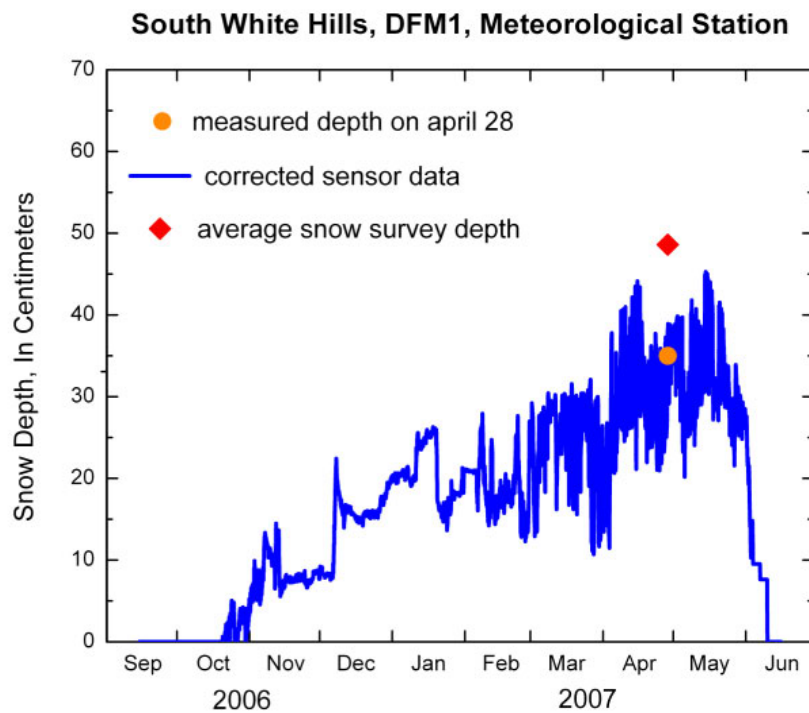 South White Hills, DFM1, Meteorological Station
70
60
50
40
30
20
10
0
Snow Depth, In Centimeters
measured depth on april 28
corrected sensor data
average snow survey depth
Sep Oct Nov Dec Jan Feb Mar Apr May Jun
2006 2007